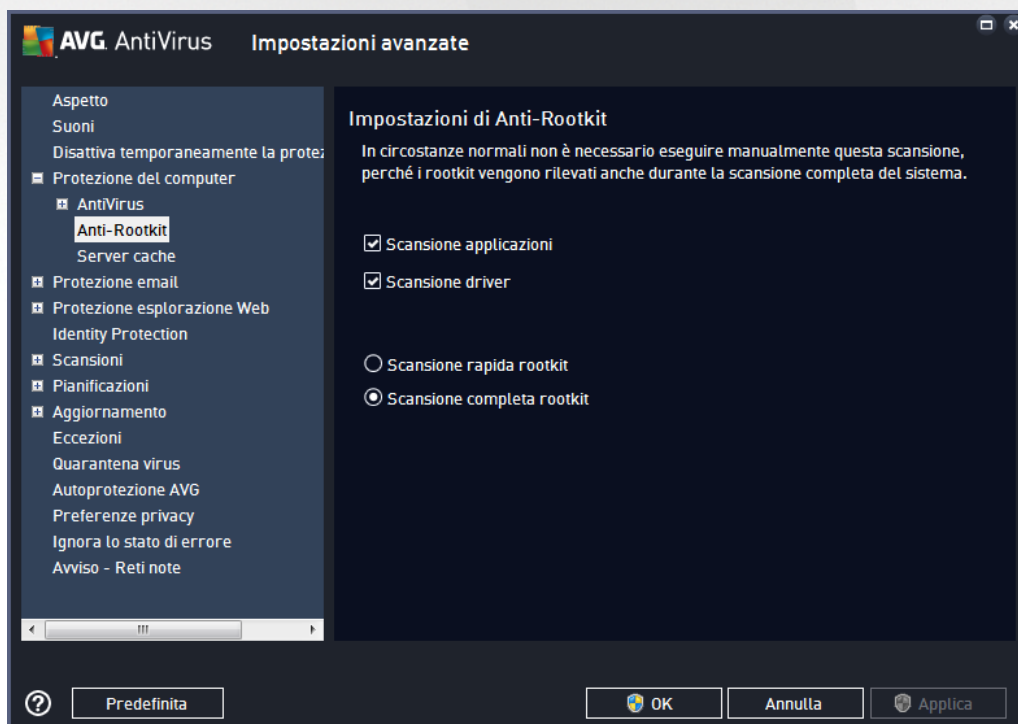 AVG. AntiVirus
Impostazioni avanzate
Aspetto
Suoni
Disattiva temporaneamente la protez
Protezione del computer
AntiVirus
Anti-Rootkit
Server cache
Protezione email
Protezione esplorazione Web
Identity Protection
Scansioni
Pianificazioni
Aggiornamento
Eccezioni
Quarantena virus
Autoprotezione AVG
Preferenze privacy
Ignora lo stato di errore
Avviso - Reti note
Impostazioni di Anti-Rootkit
In circostanze normali non è necessario eseguire manualmente questa scansione,
perché i rootkit vengono rilevati anche durante la scansione completa del sistema.
Scansione applicazioni
Scansione driver
Scansione rapida rootkit
Scansione completa rootkit
Predefinita
OK
Annulla
Applica